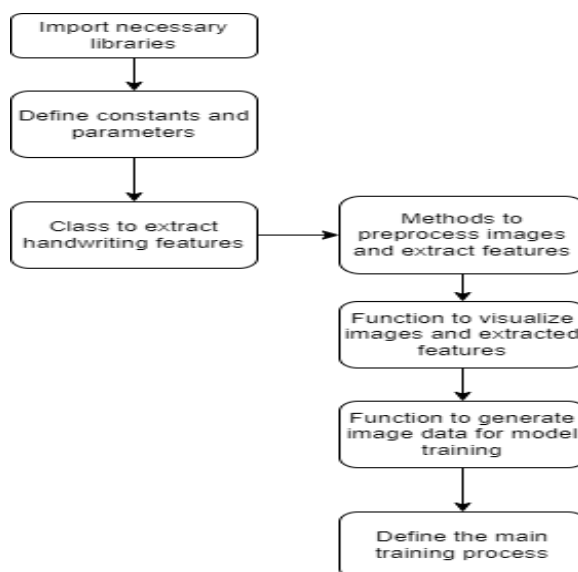 Import necessary
libraries
Define constants and
parameters
Class to extract
handwriting features
Methods to
preprocess images
and extract features
Function to visualize
images and extracted
features
Function to generate
image data for model
training
Define the main
training process